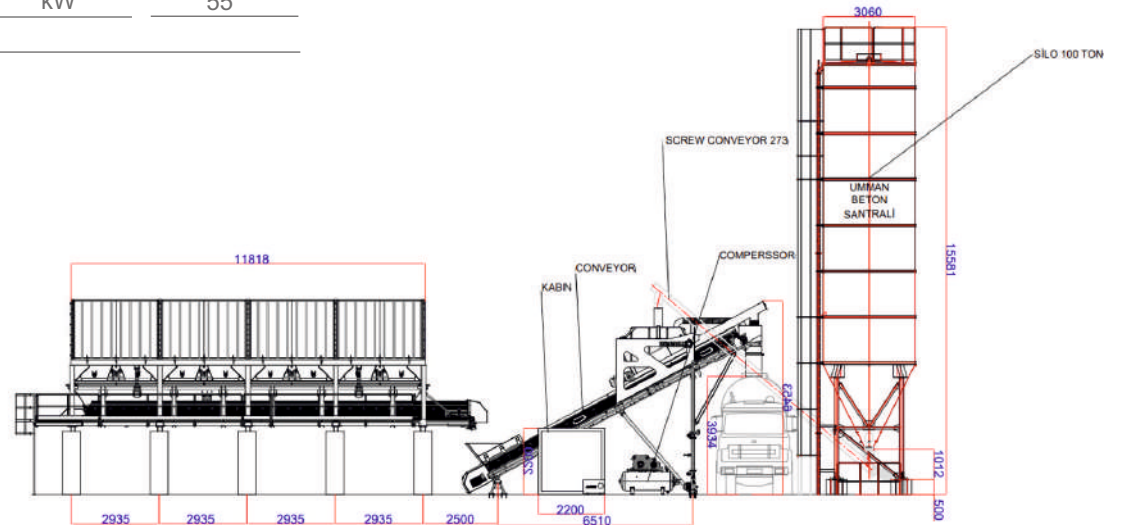 kW 55
3060
SİLO 100 TON
SCREW CONVEYOR 273
UMMAN
BETON
SANTRALİ
15581
11818
COMPERSSOR
CONVEYOR
KABİN
3934
1012
500
2200
2935 2935 2935 2935 2500 6510